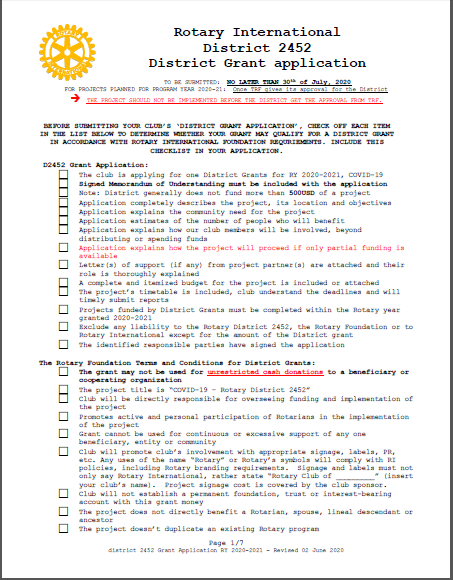 Rotary International
District 2452
District Grant application
TO BE SUBMITTED: NO LATER THAN 30th of July, 2020
FOR PROJECTS PLANNED FOR PROGRAM YEAR 2020-21: Once TRF gives its approval for the District
THE PROJECT SHOULD NOT BE IMPLEMENTED BEFORE THE DISTRICT GET THE APPROVAL FROM TRF.
BEFORE SUBMITTING YOUR CLUB'S 'DISTRICT GRANT APPLICATION', CHECK OFF EACH ITEM
IN THE LIST BELOW TO DETERMINE WHETHER YOUR GRANT MAY QUALIFY FOR A DISTRICT GRANT
IN ACCORDANCE WITH ROTARY INTERNATIONAL FOUNDATION REQURIEMENTS. INCLUDE THIS
CHECKLIST IN YOUR APPLICATION.
D2452 Grant Application:
The club is applying for one District Grants for RY 2020-2021, COVID-19
Signed Memorandum of Understanding must be included with the application
Note: District generally does not fund more than 500USD of a project
Application completely describes the project, its location and objectives
Application explains the community need for the project
Application estimates of the number of people who will benefit
Application explains how our club members will be involved, beyond
distributing or spending funds
Application explains how the project will proceed if only partial funding is
available
Letter(s) of support (if any) from project partner(s) are attached and their
role is thoroughly explained
A complete and itemized budget for the project is included or attached
The project's timetable is included, club understand the deadlines and will
timely submit reports
Projects funded by District Grants must be completed within the Rotary year
granted 2020-2021
Exclude any liability to the Rotary District 2452, the Rotary Foundation or to
Rotary International except for the amount of the District grant
The identified responsible parties have signed the application
The Rotary Foundation Terms and Conditions for District Grants:
The grant may not be used for unrestricted cash donations to a beneficiary or
cooperating organization
The project title is "COVID-19 – Rotary District 2452"
Club will be directly responsible for overseeing funding and implementation of
the project
Promotes active and personal participation of Rotarians in the implementation
of the project
Grant cannot be used for continuous or excessive support of any one
beneficiary, entity or community
Club will promote club's involvement with appropriate signage, labels, PR,
etc. Any uses of the name "Rotary" or Rotary's symbols will comply with RI
policies, including Rotary branding requirements. Signage and labels must not
only say Rotary International, rather state "Rotary Club of ________" (insert
your club's name). Project signage cost is covered by the club sponsor.
Club will not establish a permanent foundation, trust or interest-bearing
account with this grant money
The project does not directly benefit a Rotarian, spouse, lineal descendant or
ancestor
The project doesn't duplicate an existing Rotary program
Page 1/7
district 2452 Grant Application RY 2020-2021 - Revised 02 June 2020